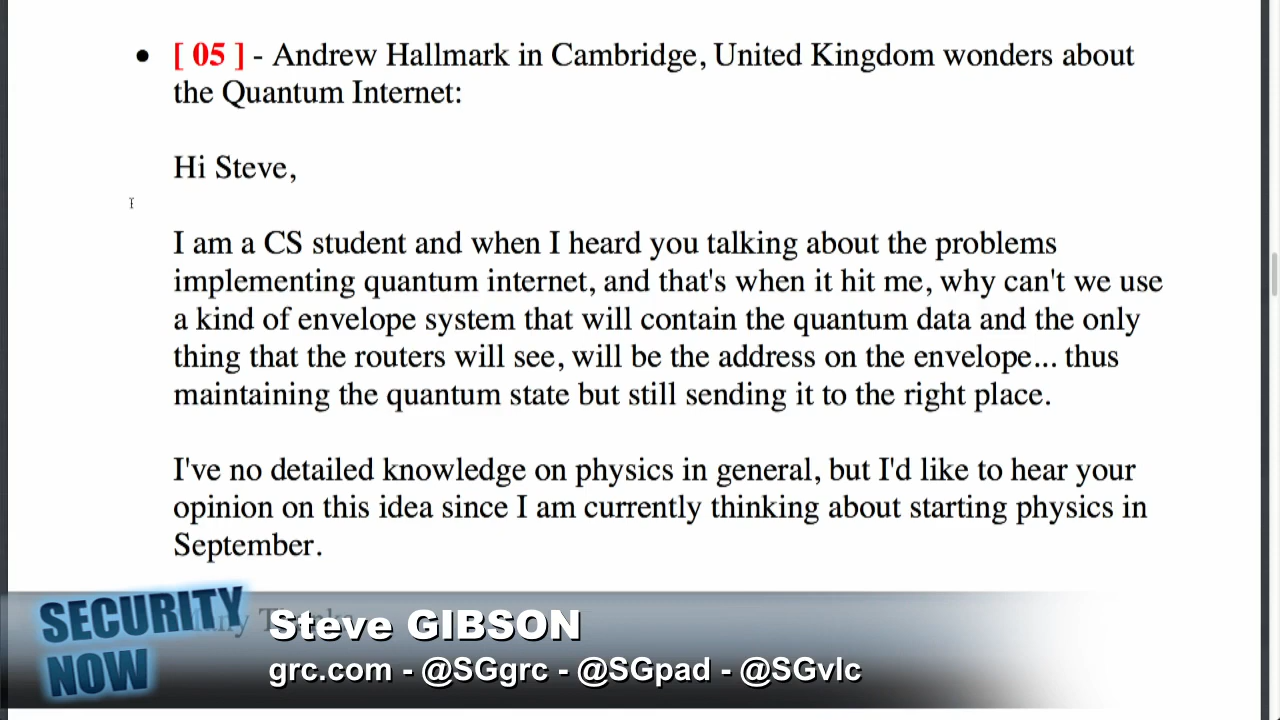 • [ 05 ] - Andrew Hallmark in Cambridge, United Kingdom wonders about
the Quantum Internet:
Hi Steve,
I am a CS student and when I heard you talking about the problems
implementing quantum internet, and that's when it hit me, why can't we use
a kind of envelope system that will contain the quantum data and the only
thing that the routers will see, will be the address on the envelope... thus
maintaining the quantum state but still sending it to the right place.
I've no detailed knowledge on physics in general, but I'd like to hear your
opinion on this idea since I am currently thinking about starting physics in
September.
SECURITY
NOW
Steve GIBSON
grc.com - @SGgrc - @SGpad - @SGvlc